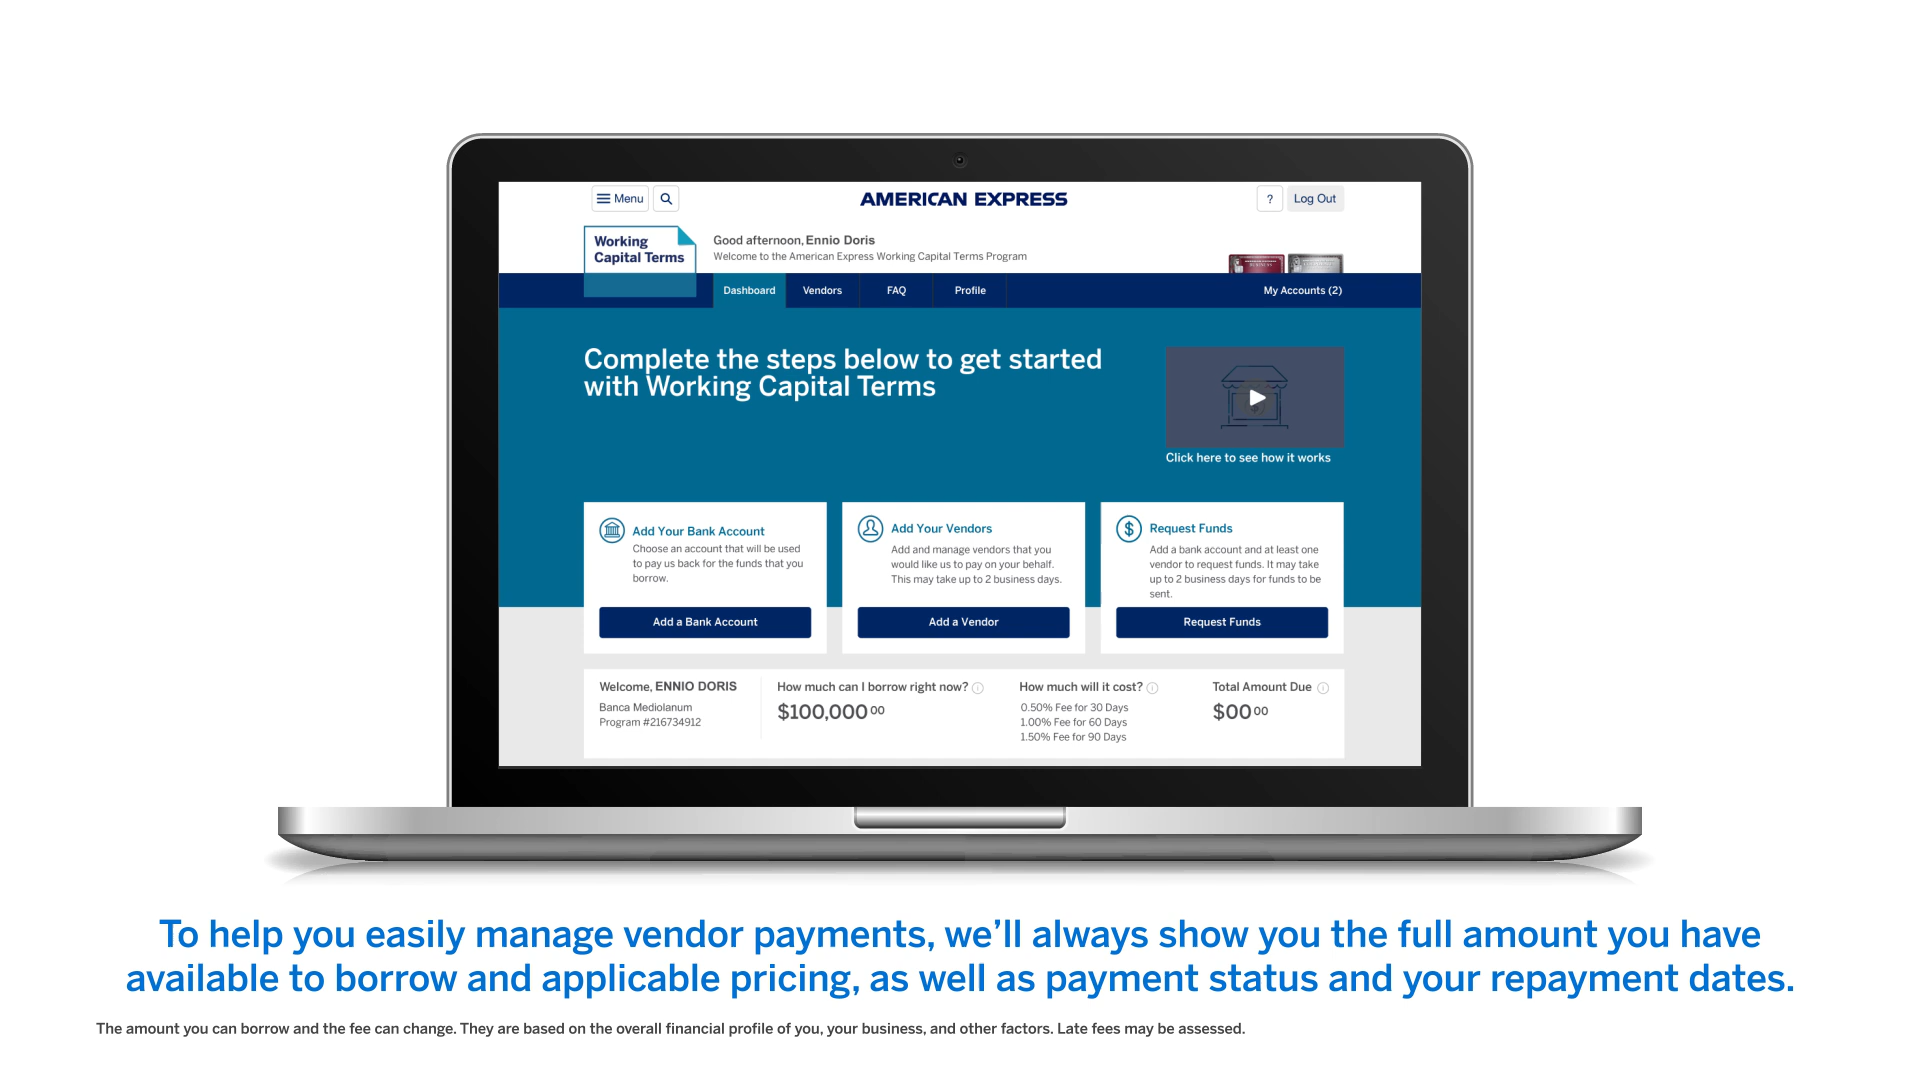 Menu
AMERICAN EXPRESS
?
Log Out
Working
Capital Terms
Good afternoon, Ennio Doris
Welcome to the American Express Working Capital Terms Program
Dashboard
Vendors
FAQ
Profile
My Accounts (2)
Complete the steps below to get started
with Working Capital Terms
Click here to see how it works
Add Your Bank Account
Choose an account that will be used
to pay us back for the funds that you
borrow.
Add a Bank Account
Add Your Vendors
Add and manage vendors that you
would like us to pay on your behalf.
This may take up to 2 business days.
Add a Vendor
$
Request Funds
Add a bank account and at least one
vendor to request funds. It may take
up to 2 business days for funds to be
sent.
Request Funds
Welcome, ENNIO DORIS
Banca Mediolanum
Program #216734912
How much can I borrow right now?
$100,000 00
How much will it cost?
0.50% Fee for 30 Days
1.00% Fee for 60 Days
1.50% Fee for 90 Days
Total Amount Due
$00 00
To help you easily manage vendor payments, we’ll always show you the full amount you have
available to borrow and applicable pricing, as well as payment status and your repayment dates.
The amount you can borrow and the fee can change. They are based on the overall financial profile of you, your business, and other factors. Late fees may be assessed.